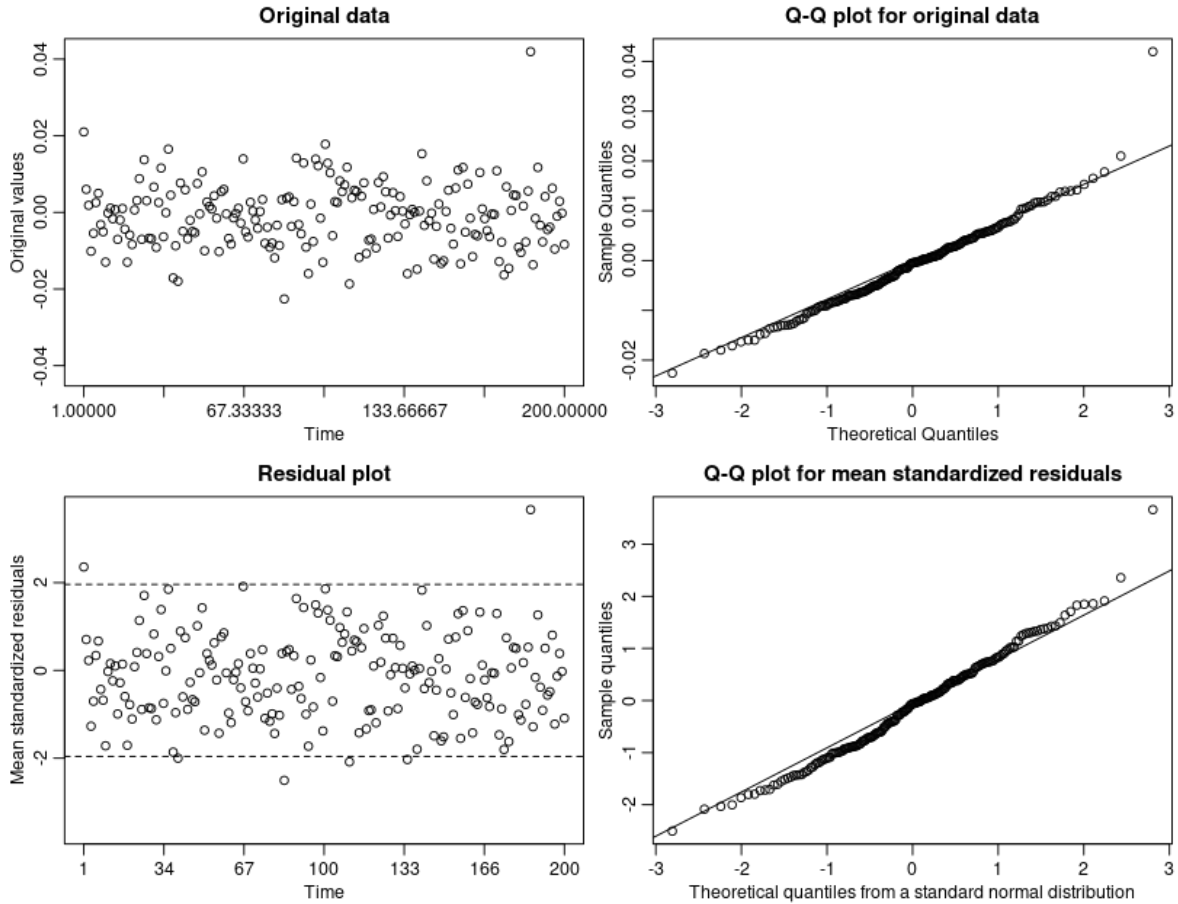 Original data
Original values
0.04
0.02
0.00
-0.02
-0.04
1.00000 67.33333 133.66667 200.00000
Time
Q-Q plot for original data
Sample Quantiles
0.04
0.03
0.02
0.01
0.00
-0.02
-3 -2 -1 0 1 2 3
Theoretical Quantiles
Residual plot
Mean standardized residuals
2
0
-2
1 34 67 100 133 166 200
Time
Q-Q plot for mean standardized residuals
Sample quantiles
3
2
1
0
-1
-2
-3 -2 -1 0 1 2 3
Theoretical quantiles from a standard normal distribution